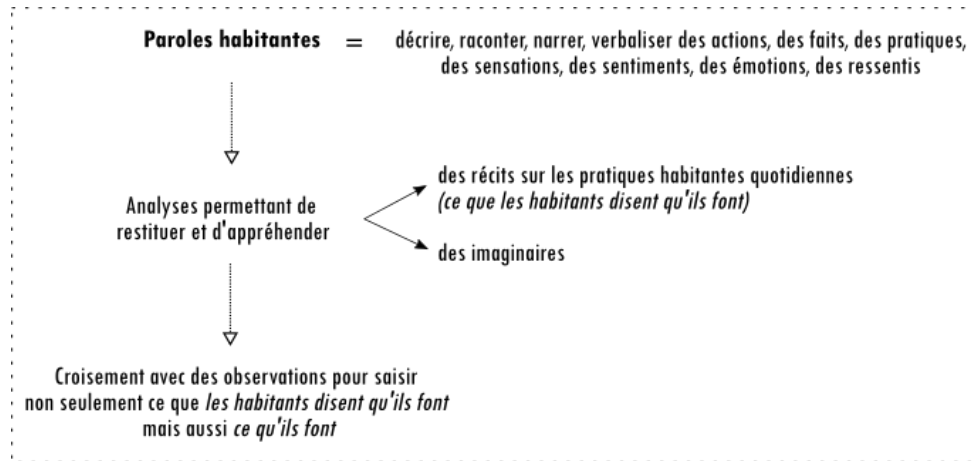 Paroles habitantes = décrire, raconter, narrer, verbaliser des actions, des faits, des pratiques,
des sensations, des sentiments, des émotions, des ressentis
Analyses permettant de
restituer et d'appréhender
des récits sur les pratiques habitantes quotidiennes
(ce que les habitants disent qu'ils font)
des imaginaires
Croisement avec des observations pour saisir
non seulement ce que les habitants disent qu'ils font
mais aussi ce qu'ils font